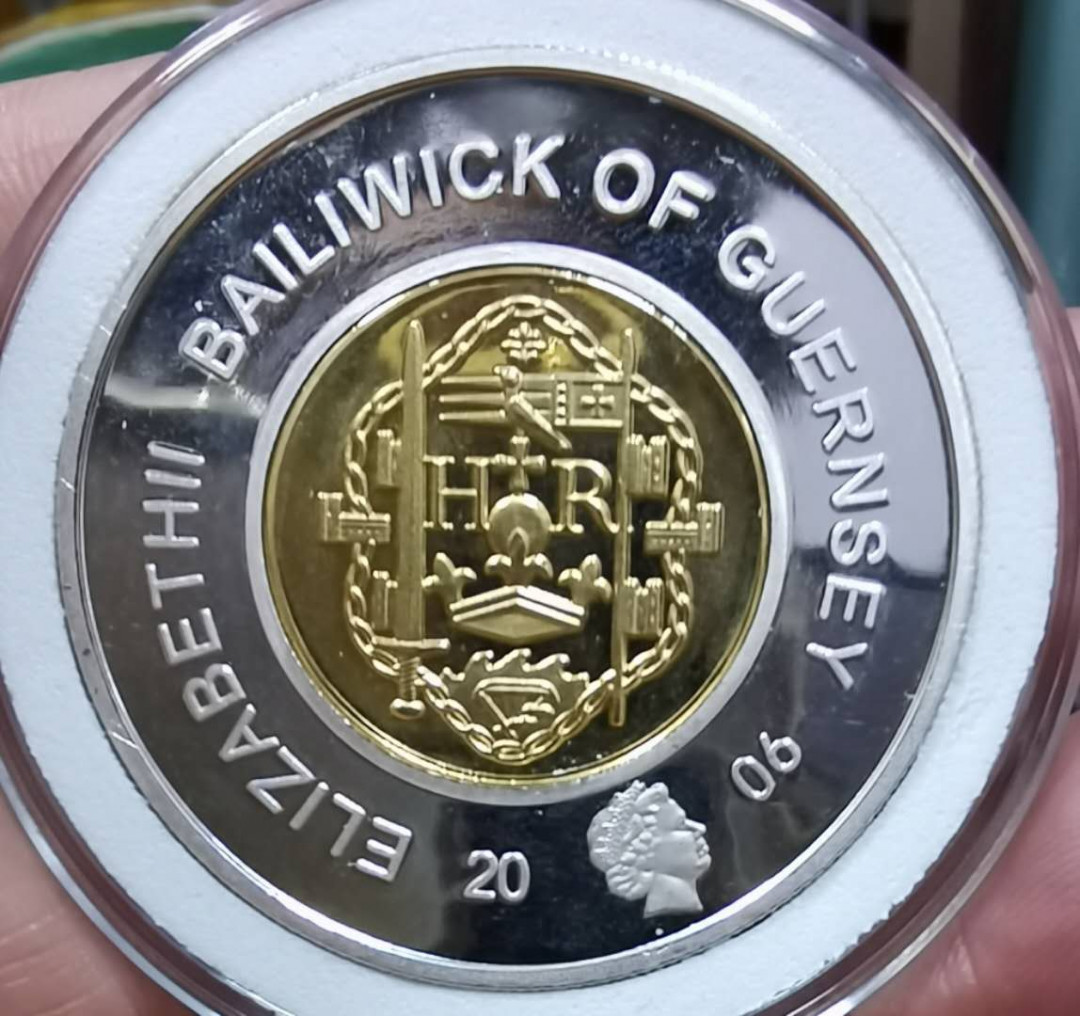 ELIZABETH II BAILIWICK OF GUERNSEY
H R
20 06